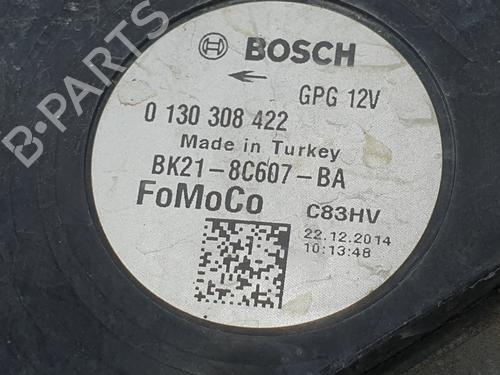 BOSCH
GPG 12V
0 130 308 422
Made in Turkey
BK21-8C607-BA
FoMoCo
C83HV
22.12.2014
10:13:48
B-PARTS